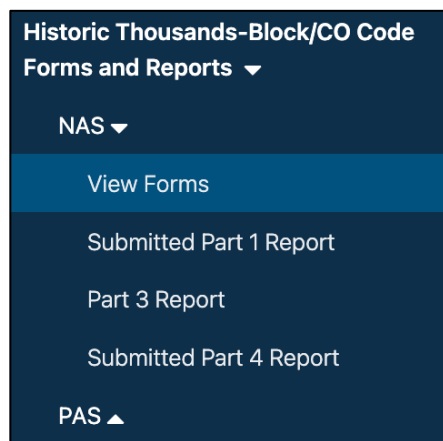 Historic Thousands-Block/CO Code
Forms and Reports
NAS
View Forms
Submitted Part 1 Report
Part 3 Report
Submitted Part 4 Report
PAS